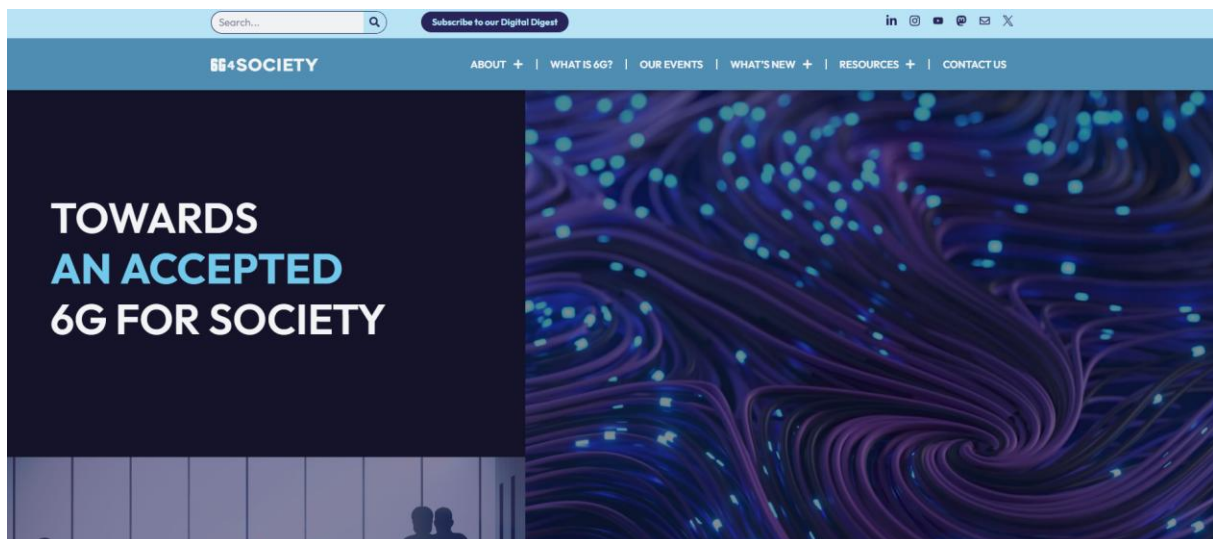 Search...
Subscribe to our Digital Digest
6G4SOCIETY
ABOUT + | WHAT IS 6G? | OUR EVENTS | WHAT'S NEW + | RESOURCES + | CONTACT US
TOWARDS
AN ACCEPTED
6G FOR SOCIETY